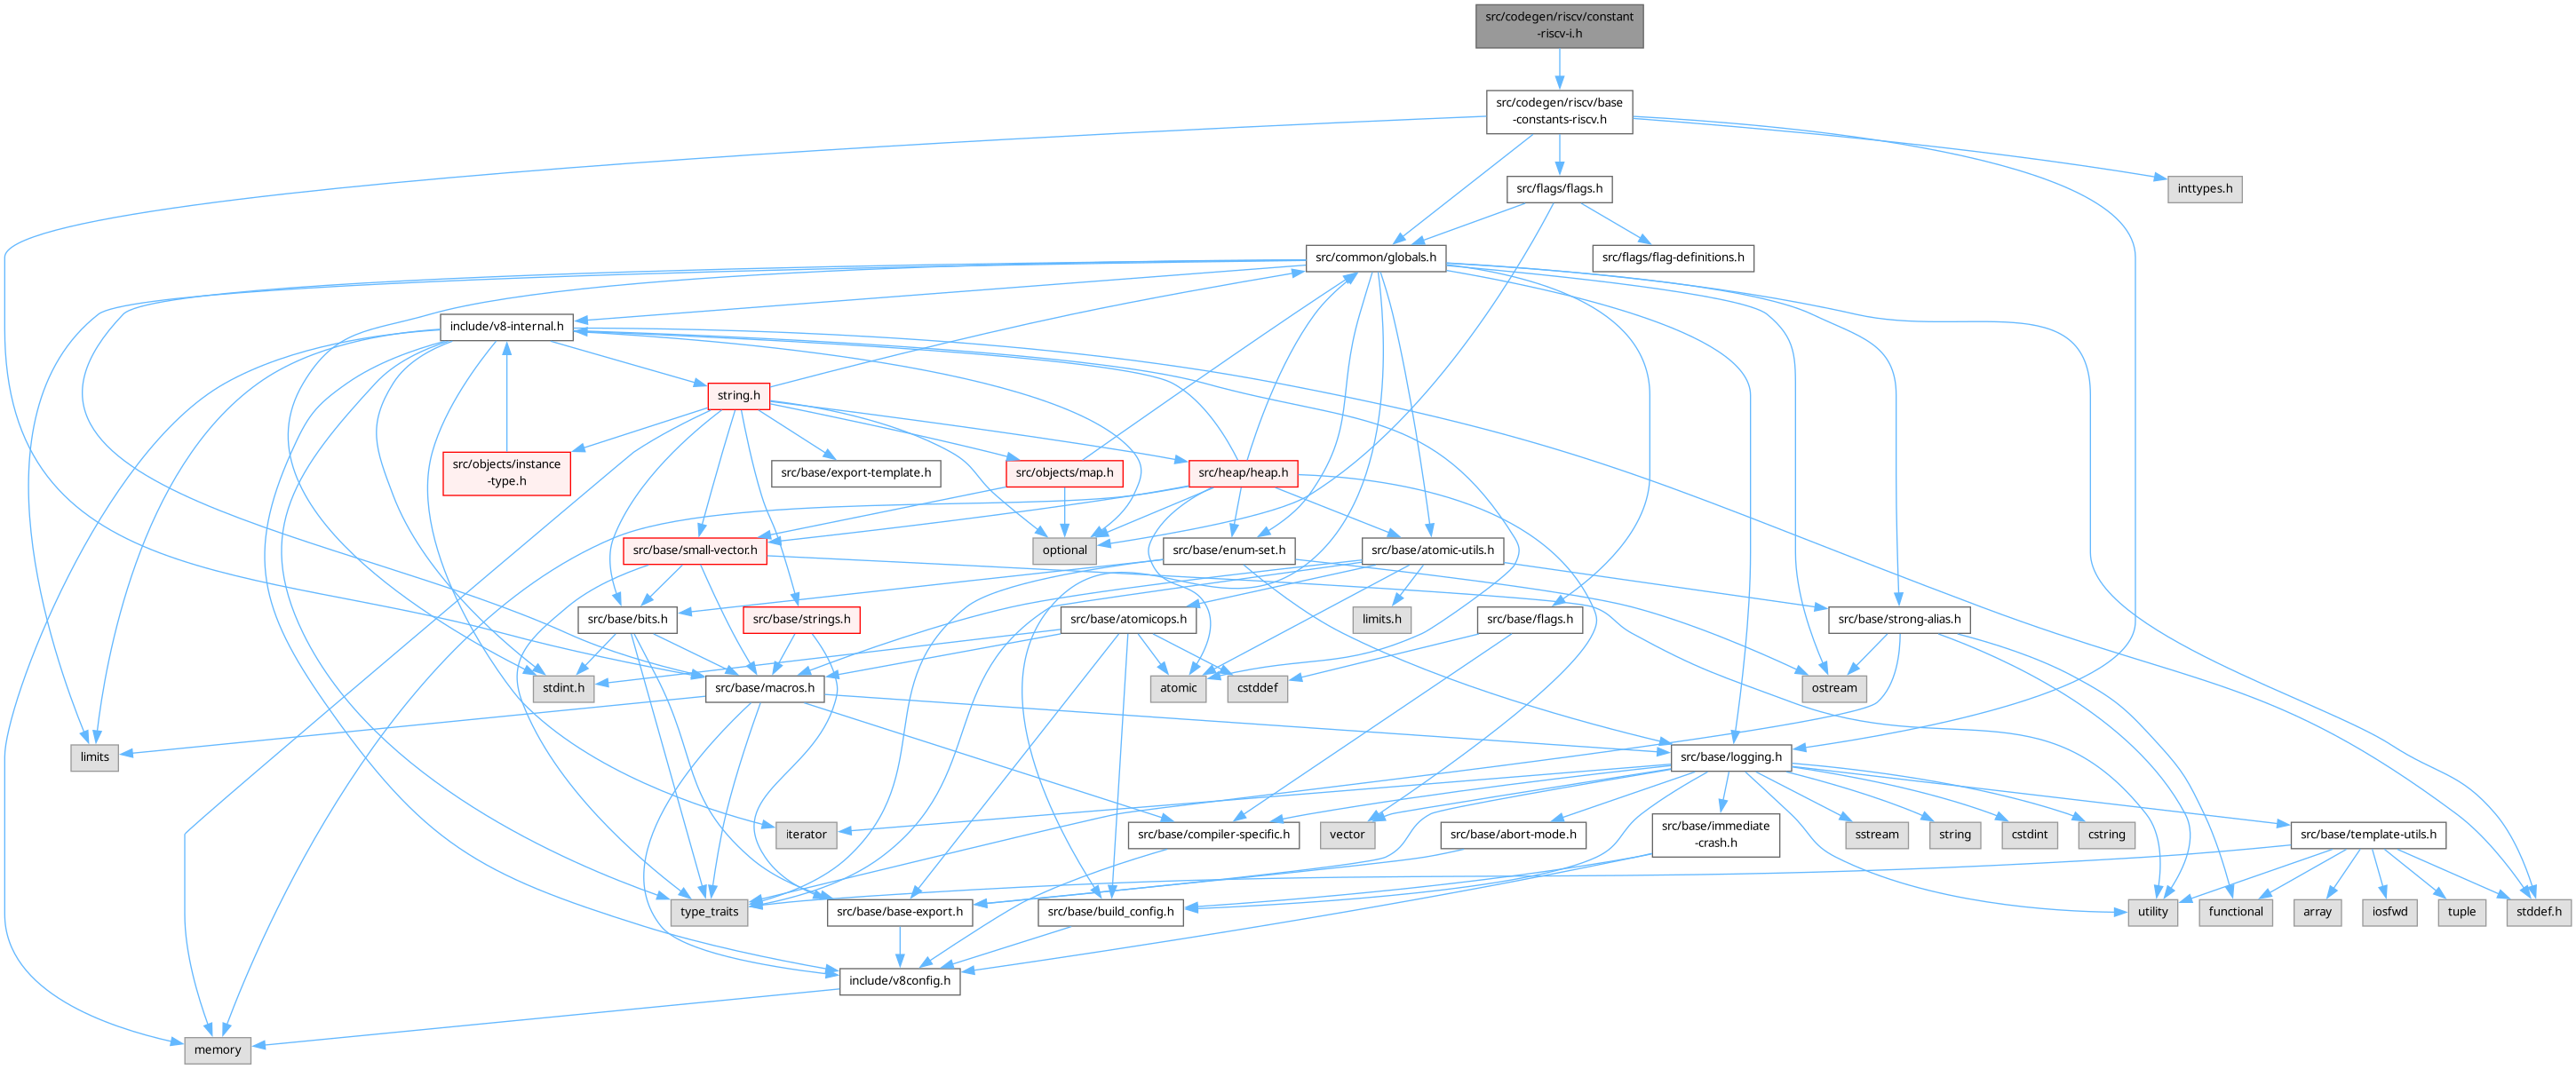 src/codegen/riscv/constant
-riscv-i.h
src/codegen/riscv/base
-constants-riscv.h
src/flags/flags.h
inttypes.h
src/common/globals.h
src/flags/flag-definitions.h
include/v8-internal.h
string.h
src/objects/instance
-type.h
src/base/export-template.h
src/objects/map.h
src/heap/heap.h
src/base/small-vector.h
optional
src/base/enum-set.h
src/base/atomic-utils.h
src/base/bits.h
src/base/strings.h
src/base/atomicops.h
limits.h
src/base/flags.h
src/base/strong-alias.h
stdint.h
src/base/macros.h
atomic
cstddef
ostream
limits
src/base/logging.h
iterator
src/base/compiler-specific.h
vector
src/base/abort-mode.h
src/base/immediate
-crash.h
sstream
string
cstdint
cstring
src/base/template-utils.h
type_traits
src/base/base-export.h
src/base/build_config.h
utility
functional
array
iosfwd
tuple
stddef.h
include/v8config.h
memory